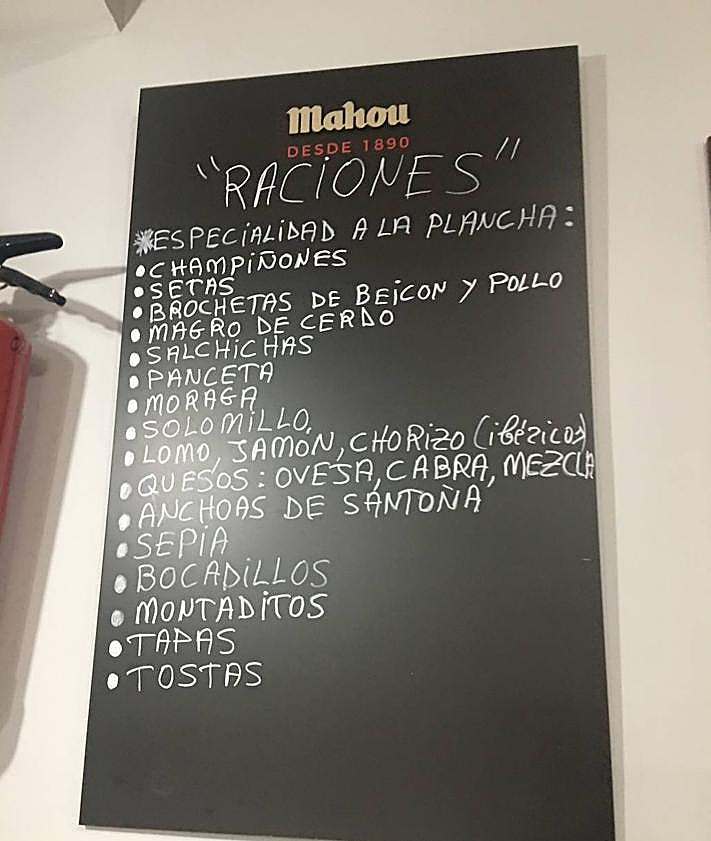 Mahou
DESDE 1890
"RACIONES"
*ESPECIALIDAD A LA PLANCHA:
•CHAMPIÑONES
•SETAS
•BROCHETAS DE BEICON Y POLLO
•MAGRO DE CERDO
•SALCHICHAS
•PANCETA
•MORAGA
•SOLOMILLO,
•LOMO, JAMÓN, CHORIZO (ibéricos)
•QUESOS: OVEJA, CABRA, MEZCLA
•ANCHOAS DE SANTOÑA
•SEPIA
•BOCADILLOS
•MONTADITOS
•TAPAS
•TOSTAS